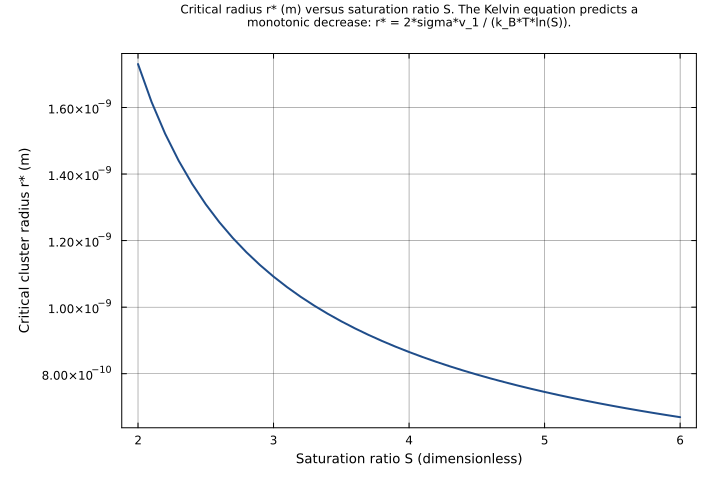 Critical radius r* (m) versus saturation ratio S. The Kelvin equation predicts a
monotonic decrease: r* = 2*sigma*v_1 / (k_B*T*ln(S)).
Critical cluster radius r* (m)
1.60×10⁻⁹
1.40×10⁻⁹
1.20×10⁻⁹
1.00×10⁻⁹
8.00×10⁻¹⁰
2 3 4 5 6
Saturation ratio S (dimensionless)